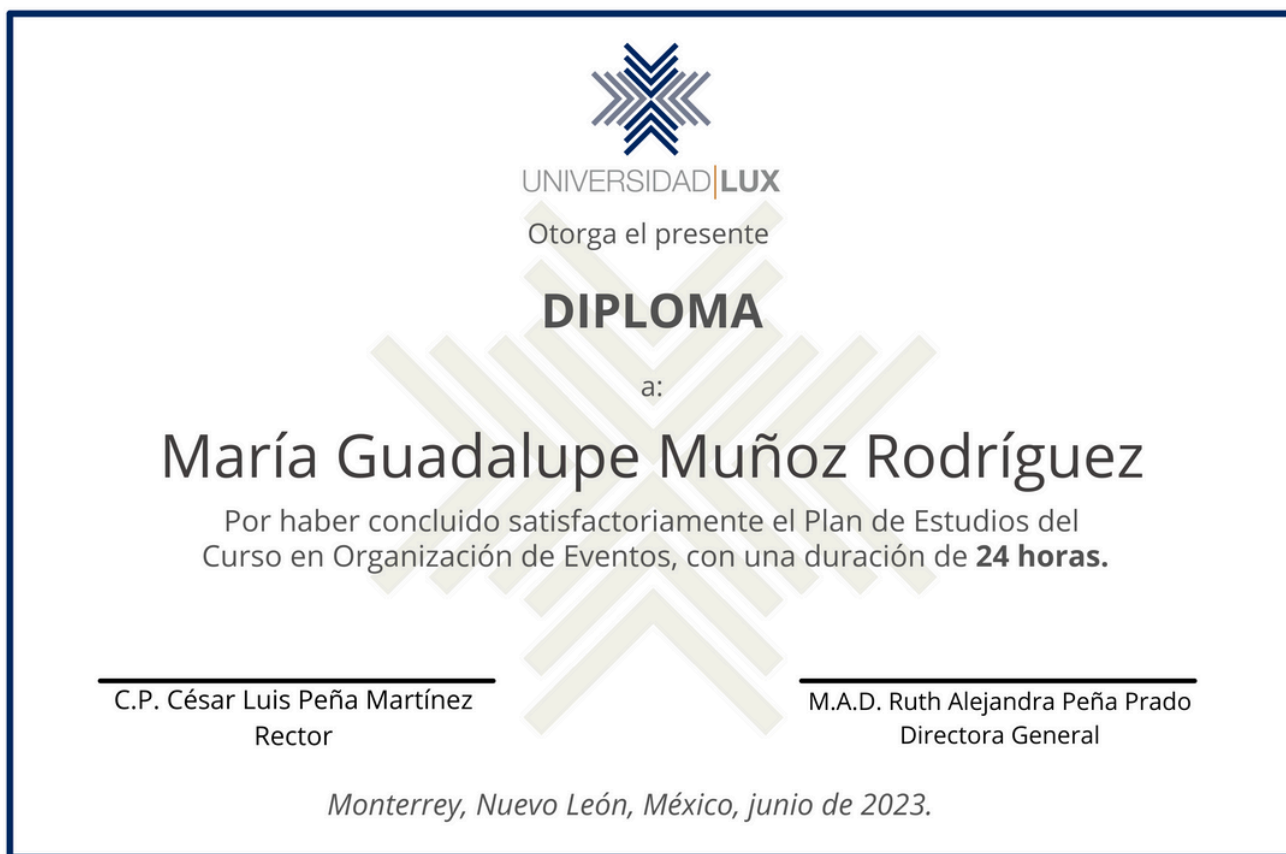 UNIVERSIDAD|LUX
Otorga el presente
DIPLOMA
a:
María Guadalupe Muñoz Rodríguez
Por haber concluido satisfactoriamente el Plan de Estudios del
Curso en Organización de Eventos, con una duración de 24 horas.
C.P. César Luis Peña Martínez
Rector
M.A.D. Ruth Alejandra Peña Prado
Directora General
Monterrey, Nuevo León, México, junio de 2023.